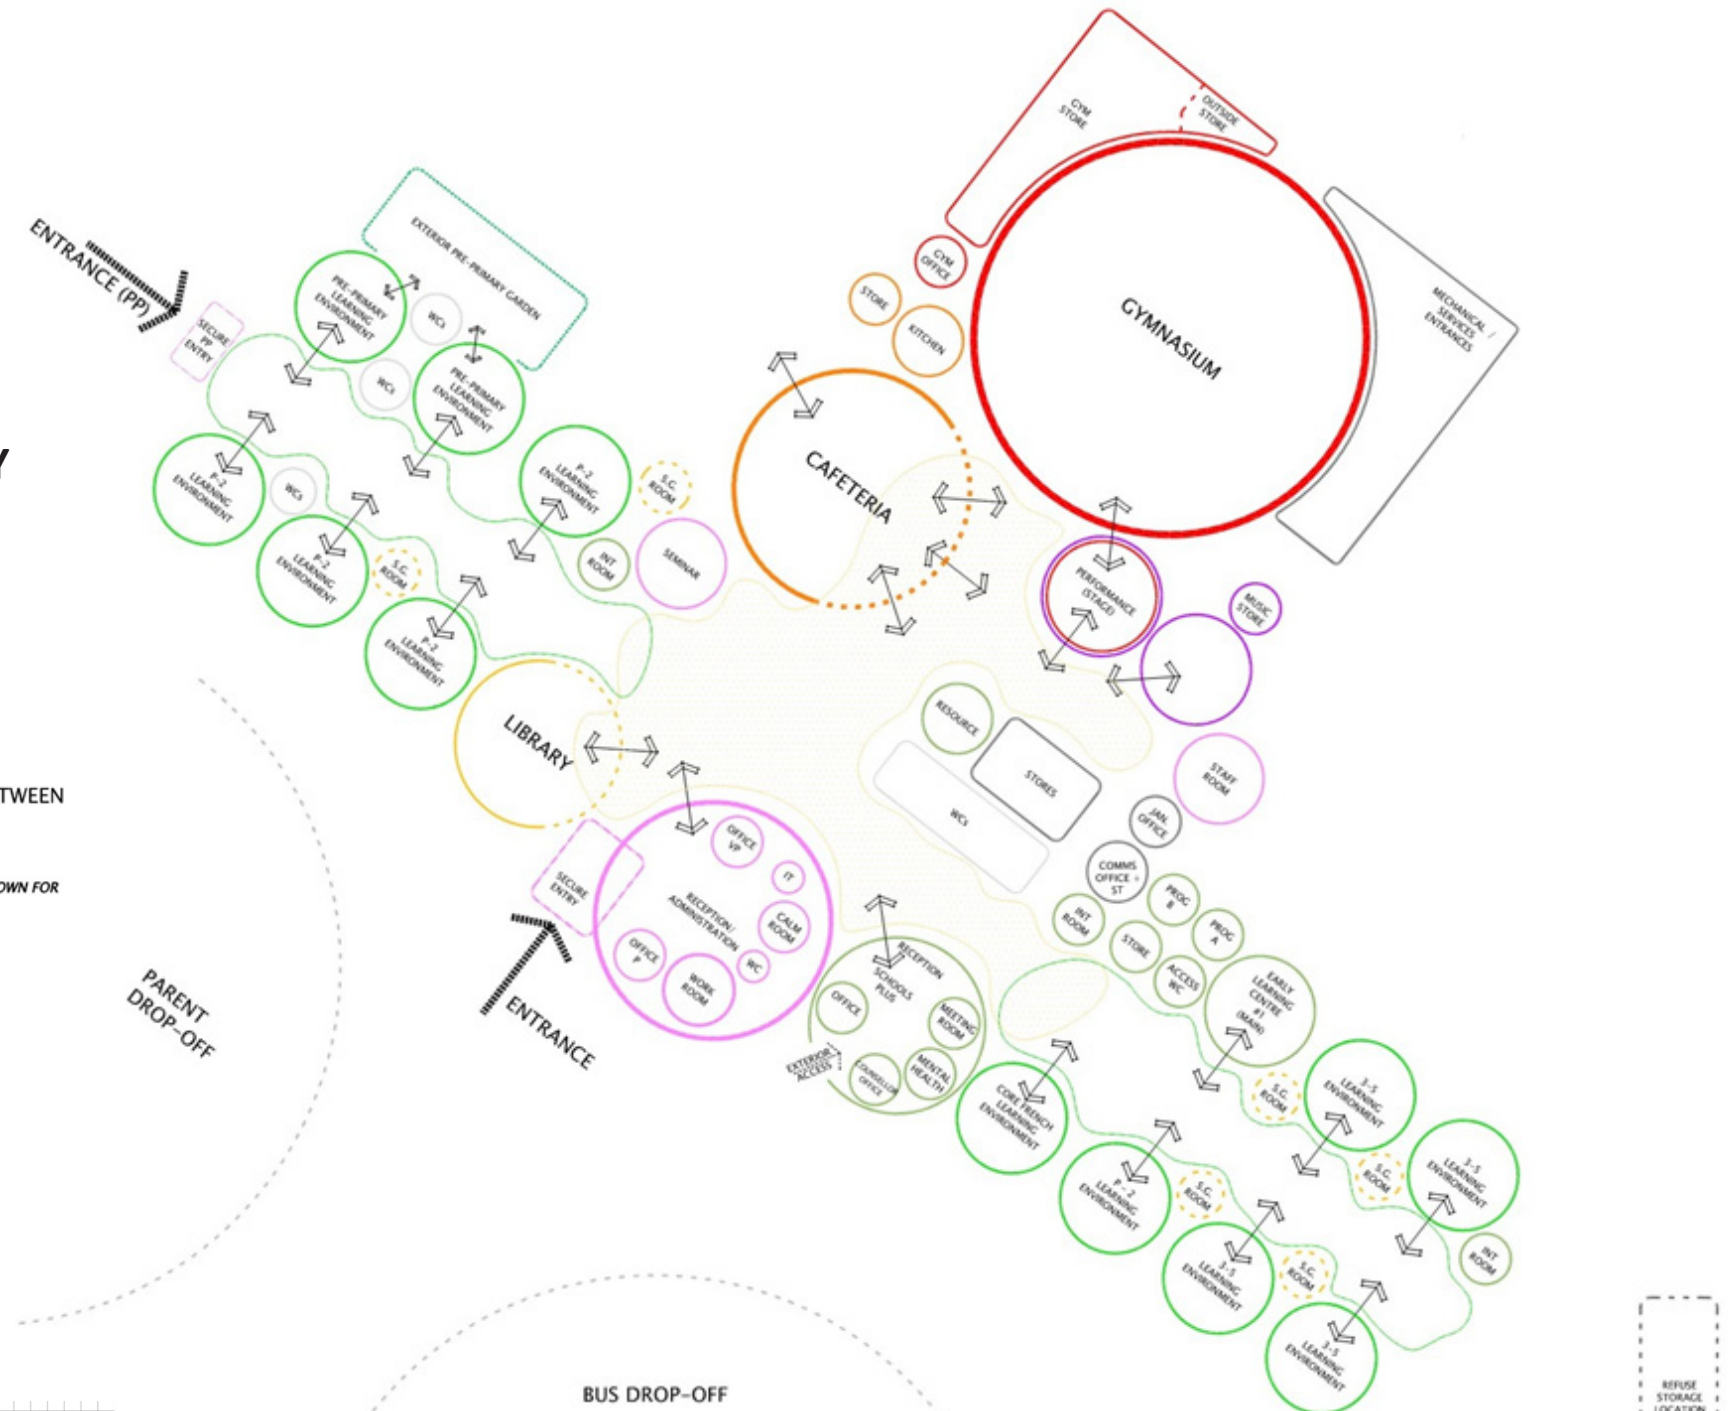 GYM
STORE
OUTSIDE
STORE
GYMNASIUM
MECHANICAL /
SERVICES
ENTRANCES
GYM
OFFICE
STORE
KITCHEN
CAFETERIA
ENTRANCE (PP)
SECURE
PP
ENTRY
EXTERIOR PRE-PRIMARY GARDEN
PRE-PRIMARY
LEARNING
ENVIRONMENT
WCs
WCs
PRE-PRIMARY
LEARNING
ENVIRONMENT
Y
P-2
LEARNING
ENVIRONMENT
WCs
P-2
LEARNING
ENVIRONMENT
S.G.
ROOM
P-2
LEARNING
ENVIRONMENT
P-2
LEARNING
ENVIRONMENT
S.G.
ROOM
INT
ROOM
SEMINAR
PERFORMANCE
(STAGE)
MUSIC
STORE
LIBRARY
RESOURCE
STORES
WCs
STAFF
ROOM
JAN.
OFFICE
COMMS
OFFICE +
ST
TWEEN
OWN FOR
SECURE
ENTRY
OFFICE
VP
IT
RECEPTION/
ADMINISTRATION
CALM
ROOM
OFFICE
P
WORK
ROOM
WC
ENTRANCE
PARENT
DROP-OFF
RECEPTION
SCHOOLS
PLUS
OFFICE
MEETING
ROOM
MENTAL
HEALTH
COUNSELLOR
OFFICE
EXTERIOR
ACCESS
INT
ROOM
PROG
B
PROG
A
STORE
ACCESS
WC
EARLY
LEARNING
CENTRE
#1
(MAIN)
CORE FRENCH
LEARNING
ENVIRONMENT
S.G.
ROOM
3-5
LEARNING
ENVIRONMENT
P-2
LEARNING
ENVIRONMENT
S.G.
ROOM
S.G.
ROOM
3-5
LEARNING
ENVIRONMENT
3-5
LEARNING
ENVIRONMENT
S.G.
ROOM
INT
ROOM
3-5
LEARNING
ENVIRONMENT
BUS DROP-OFF
REFUSE
STORAGE
LOCATION